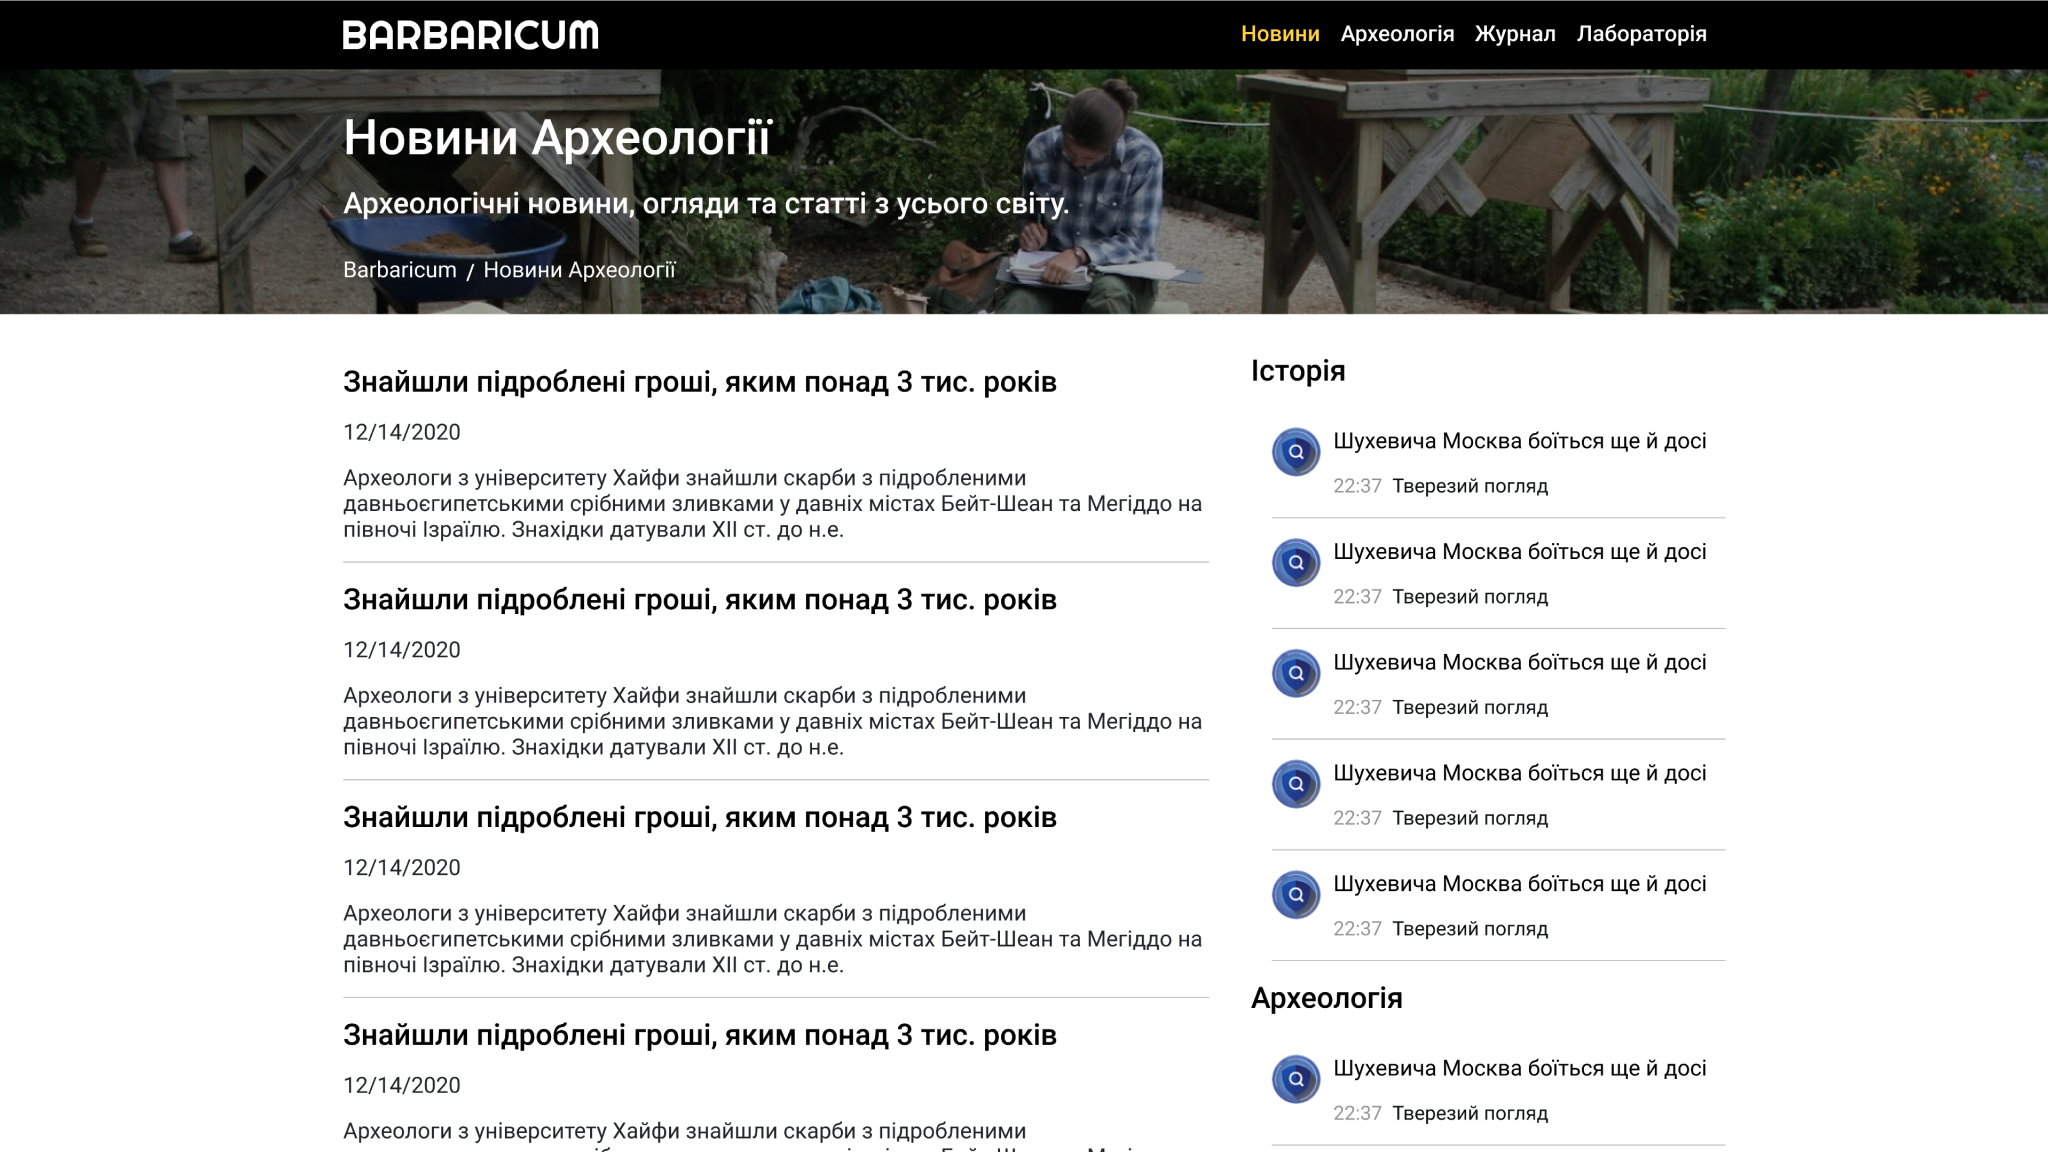 BARBARICUM
Новини Археологія Журнал Лабораторія
Новини Археології
Археологічні новини, огляди та статті з усього світу.
Barbaricum / Новини Археології
Знайшли підроблені гроші, яким понад 3 тис. років
12/14/2020
Археологи з університету Хайфи знайшли скарби з підробленими
давньоєгипетськими срібними зливками у давніх містах Бейт-Шеан та Мегіддо на
півночі Ізраїлю. Знахідки датували XII ст. до н.е.
Знайшли підроблені гроші, яким понад 3 тис. років
12/14/2020
Археологи з університету Хайфи знайшли скарби з підробленими
давньоєгипетськими срібними зливками у давніх містах Бейт-Шеан та Мегіддо на
півночі Ізраїлю. Знахідки датували XII ст. до н.е.
Знайшли підроблені гроші, яким понад 3 тис. років
12/14/2020
Археологи з університету Хайфи знайшли скарби з підробленими
давньоєгипетськими срібними зливками у давніх містах Бейт-Шеан та Мегіддо на
півночі Ізраїлю. Знахідки датували XII ст. до н.е.
Знайшли підроблені гроші, яким понад 3 тис. років
12/14/2020
Археологи з університету Хайфи знайшли скарби з підробленими
Історія
Шухевича Москва боїться ще й досі
22:37 Тверезий погляд
Шухевича Москва боїться ще й досі
22:37 Тверезий погляд
Шухевича Москва боїться ще й досі
22:37 Тверезий погляд
Шухевича Москва боїться ще й досі
22:37 Тверезий погляд
Шухевича Москва боїться ще й досі
22:37 Тверезий погляд
Археологія
Шухевича Москва боїться ще й досі
22:37 Тверезий погляд